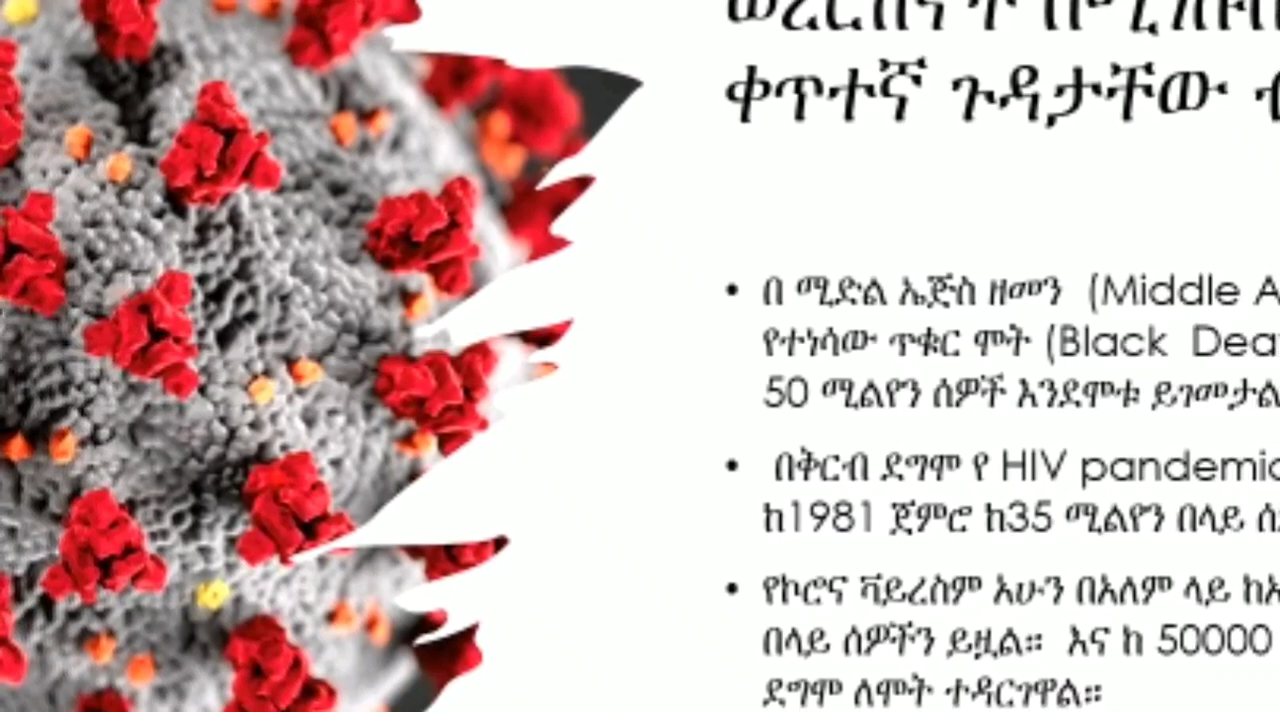 ቀጥተኛ ጉዳታቸው
• በ ሚድል ኤጅስ ዘመን (Middle A
የተነሳው ጥቁር ሞት (Black Dea
50 ሚልየን ሰዎች እንደሞቱ ይገመታል
• በቅርብ ደግሞ የ HIV pandemic
ከ1981 ጀምሮ ከ35 ሚልየን በላይ
• የኮሮና ቫይረስም አሁን በአለም ላይ
በላይ ሰዎችን ይዟል። እና ከ 50000
ደግሞ ለሞት ተዳርገዋል።